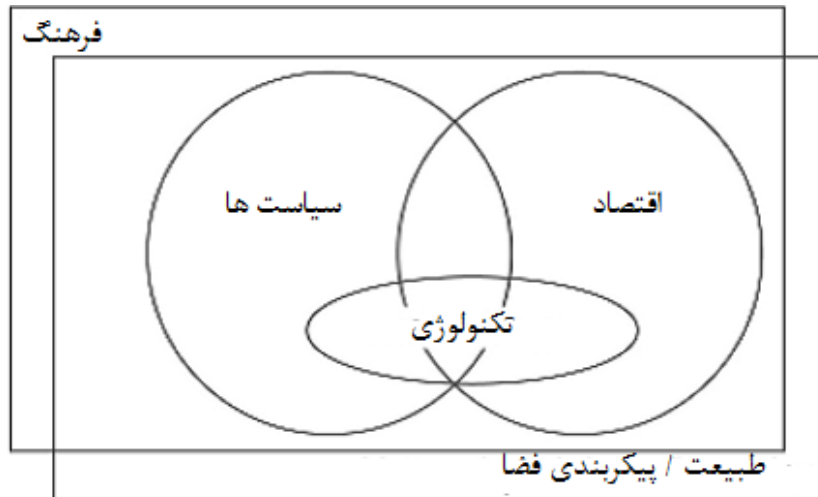 فرهنگ
سیاست ها
اقتصاد
تکنولوژی
طبیعت / پیکربندی فضا